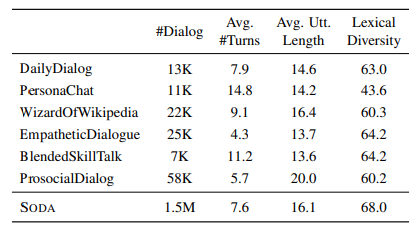 #Dialog Avg. #Turns Avg. Utt. Length Lexical Diversity
DailyDialog 13K 7.9 14.6 63.0
PersonaChat 11K 14.8 14.2 43.6
WizardOfWikipedia 22K 9.1 16.4 60.3
EmpatheticDialogue 25K 4.3 13.7 64.2
BlendedSkillTalk 7K 11.2 13.6 64.2
ProsocialDialog 58K 5.7 20.0 60.2
SODA 1.5M 7.6 16.1 68.0